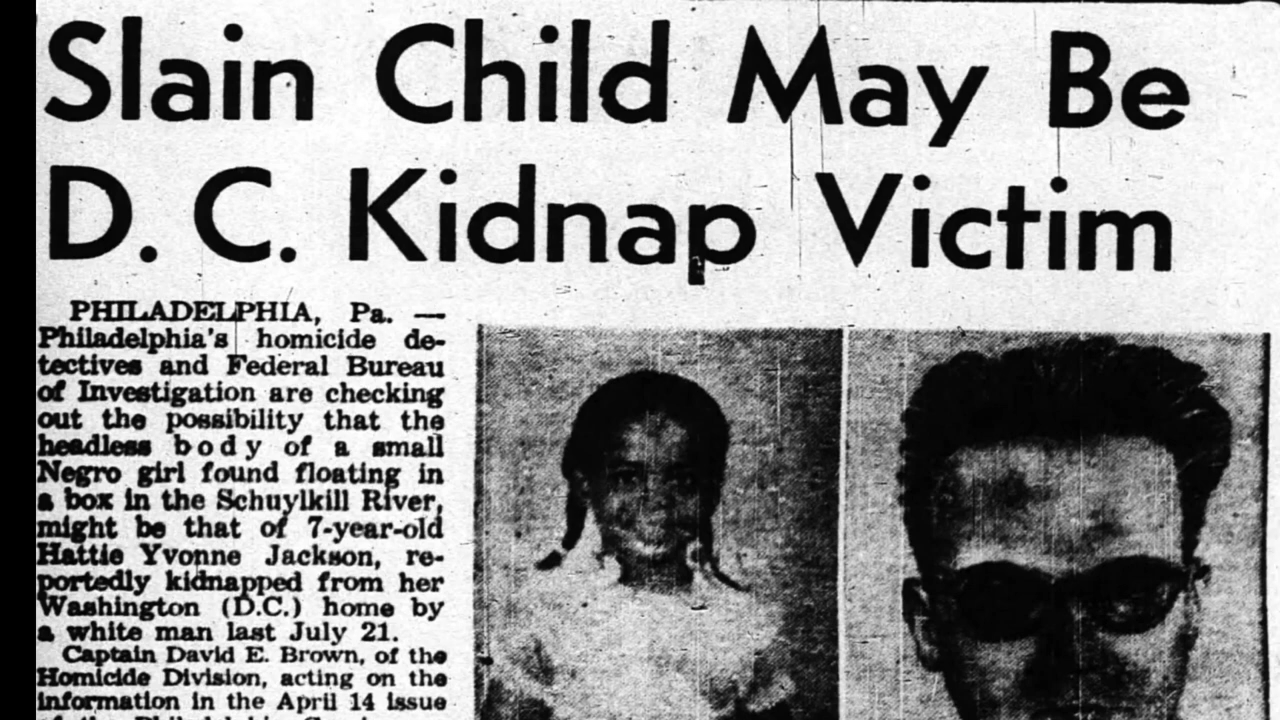 Slain Child May Be
D. C. Kidnap Victim
PHILADELPHIA, Pa. —
Philadelphia's homicide de-
tectives and Federal Bureau
of Investigation are checking
out the possibility that the
headless body of a small
Negro girl found floating in
a box in the Schuylkill River,
might be that of 7-year-old
Hattie Yvonne Jackson, re-
portedly kidnapped from her
Washington (D.C.) home by
a white man last July 21.
Captain David E. Brown, of the
Homicide Division, acting on the
information in the April 14 issue